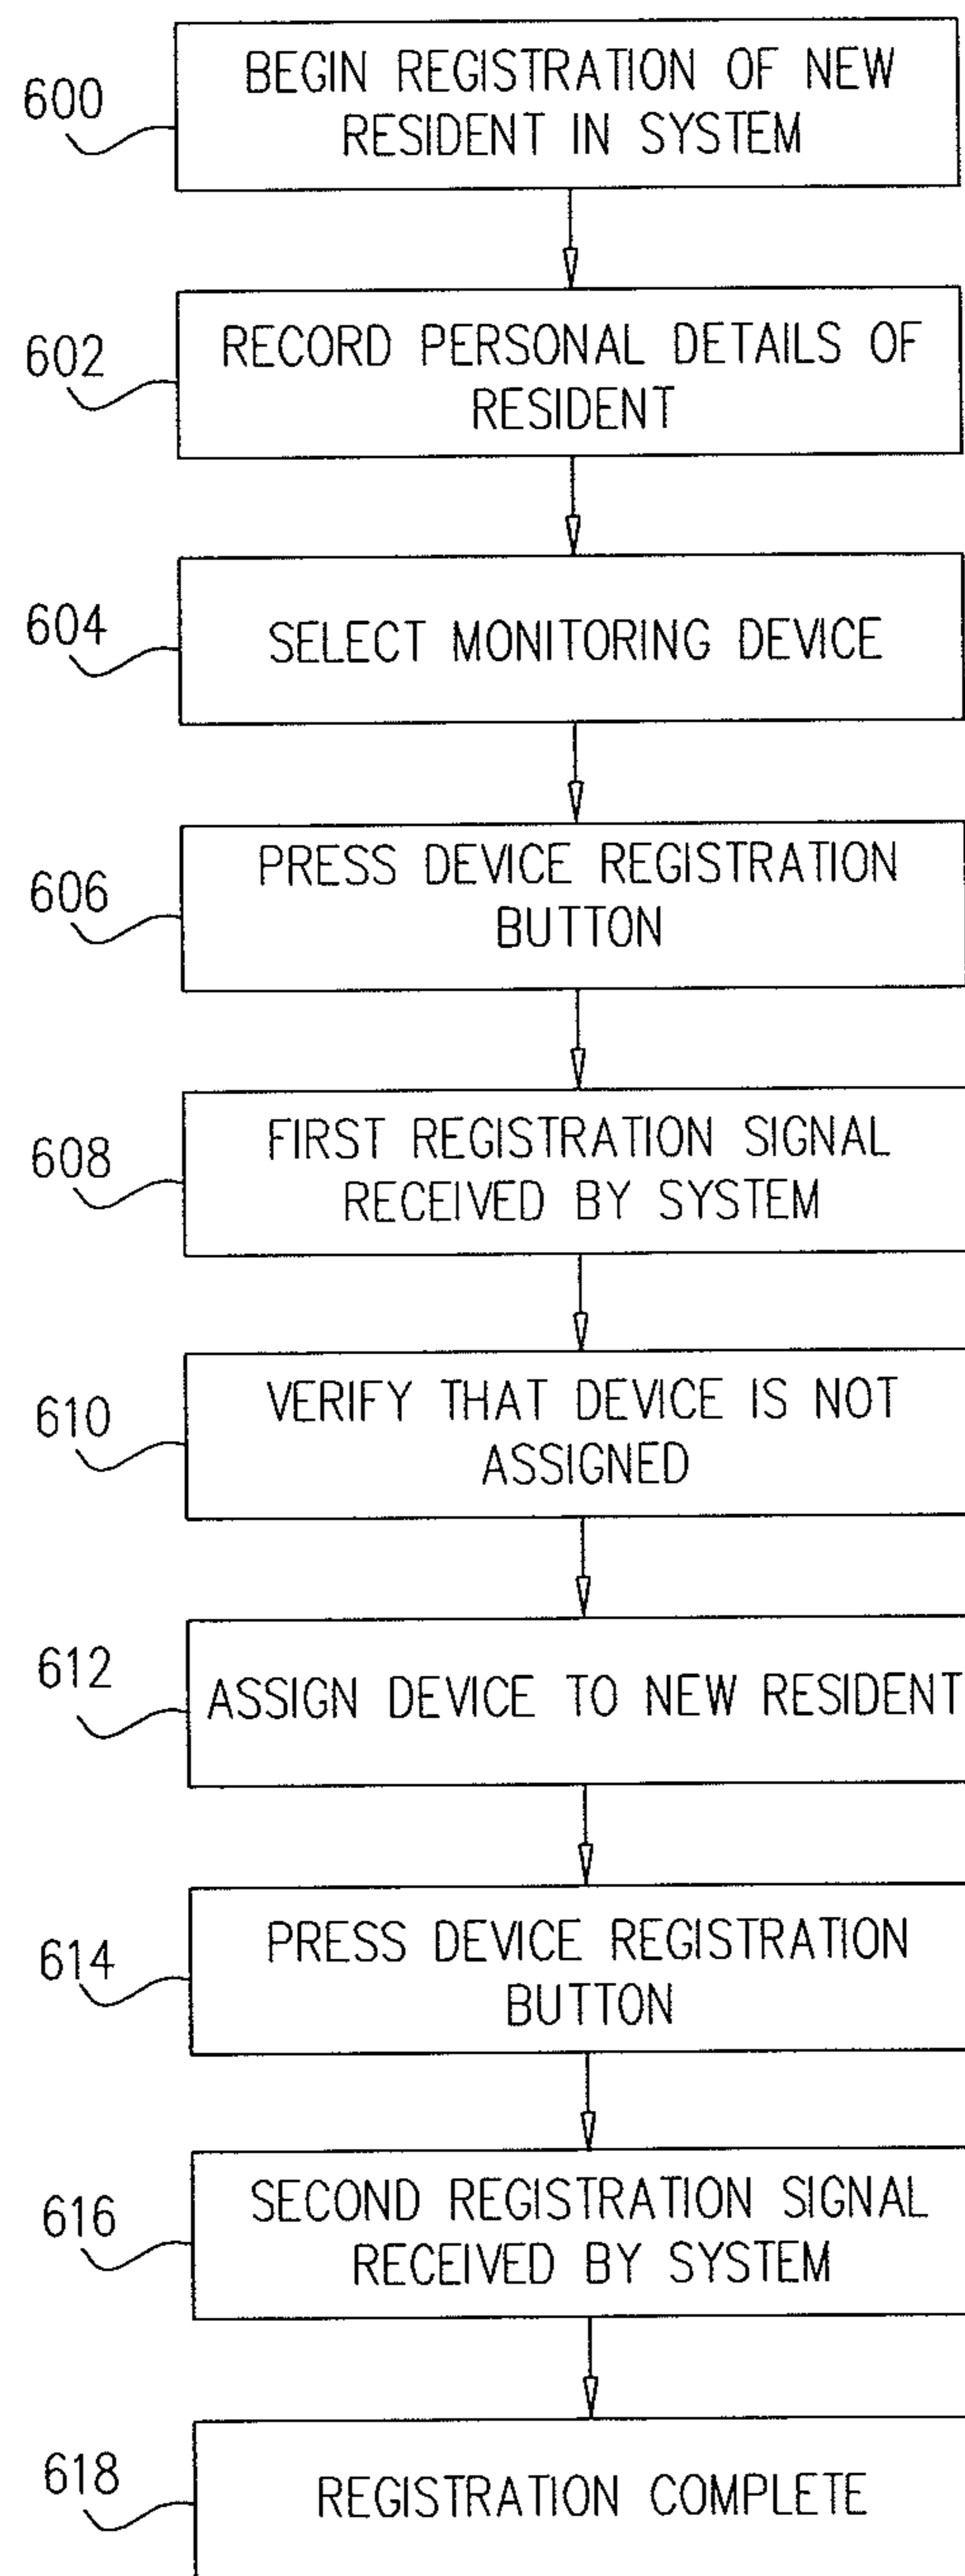 600
BEGIN REGISTRATION OF NEW
RESIDENT IN SYSTEM
602
RECORD PERSONAL DETAILS OF
RESIDENT
604
SELECT MONITORING DEVICE
606
PRESS DEVICE REGISTRATION
BUTTON
608
FIRST REGISTRATION SIGNAL
RECEIVED BY SYSTEM
610
VERIFY THAT DEVICE IS NOT
ASSIGNED
612
ASSIGN DEVICE TO NEW RESIDENT
614
PRESS DEVICE REGISTRATION
BUTTON
616
SECOND REGISTRATION SIGNAL
RECEIVED BY SYSTEM
618
REGISTRATION COMPLETE